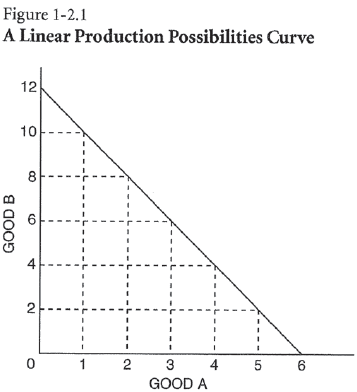 Figure 1-2.1
A Linear Production Possibilities Curve
12
10
8
6
4
2
GOOD B
0 1 2 3 4 5 6
GOOD A